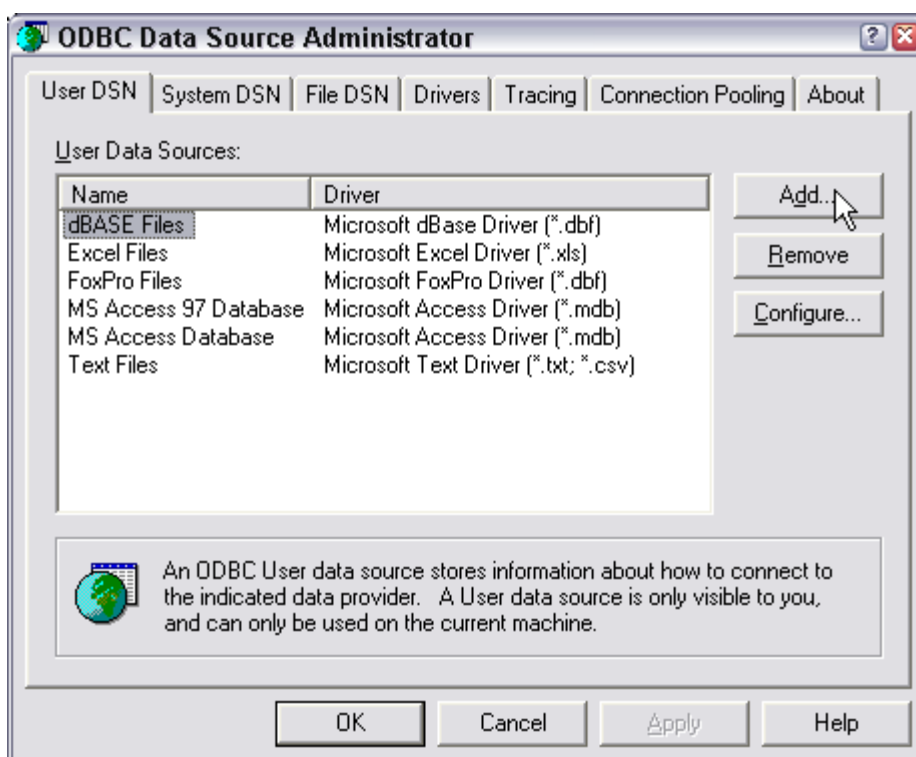 ODBC Data Source Administrator
User DSN System DSN File DSN Drivers Tracing Connection Pooling About
User Data Sources:
Name Driver
dBASE Files Microsoft dBase Driver (*.dbf)
Excel Files Microsoft Excel Driver (*.xls)
FoxPro Files Microsoft FoxPro Driver (*.dbf)
MS Access 97 Database Microsoft Access Driver (*.mdb)
MS Access Database Microsoft Access Driver (*.mdb)
Text Files Microsoft Text Driver (*.txt; *.csv)
Add...
Remove
Configure...
An ODBC User data source stores information about how to connect to
the indicated data provider. A User data source is only visible to you,
and can only be used on the current machine.
OK Cancel Apply Help